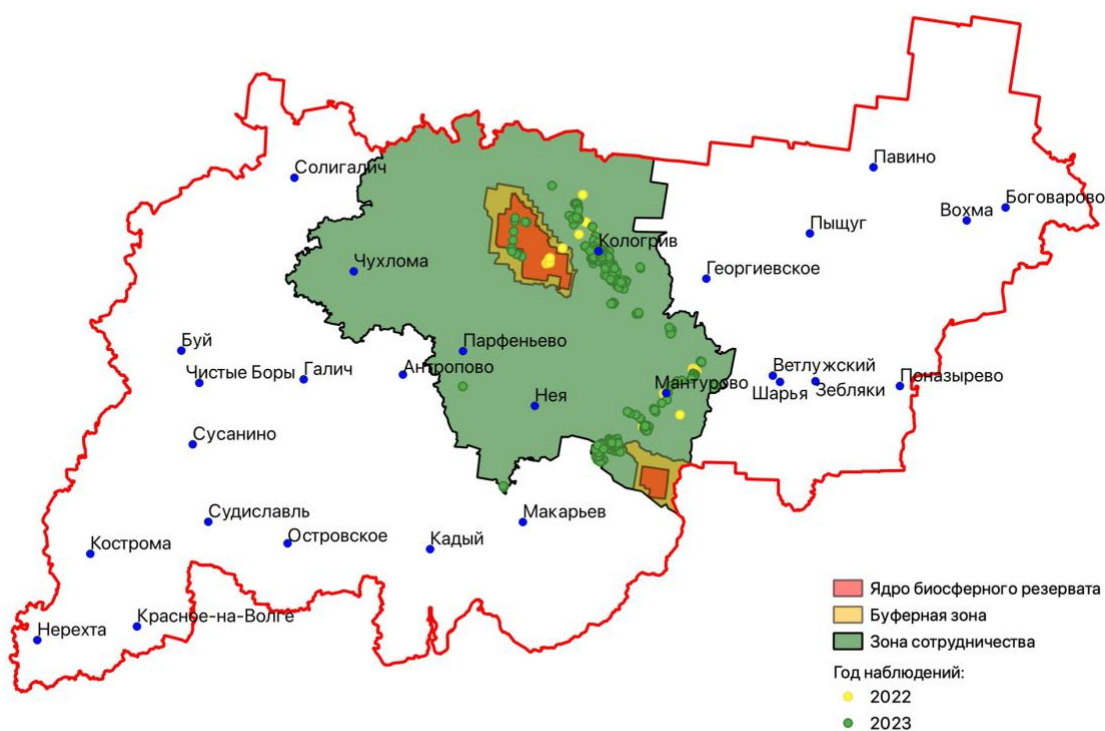 Павино
Солигалич
Боговарово
Вохма
Пыщуг
Кологрив
Чухлома
Георгиевское
Буй
Парфеньево
Ветлужский
Чистые Боры
Галич
Антропово
Мантурово
Шарья
Зебляки
Поназырево
Нея
Сусанино
Судиславль
Макарьев
Кострома
Островское
Кадый
Красное-на-Волге
Нерехта
Ядро биосферного резервата
Буферная зона
Зона сотрудничества
Год наблюдений:
2022
2023